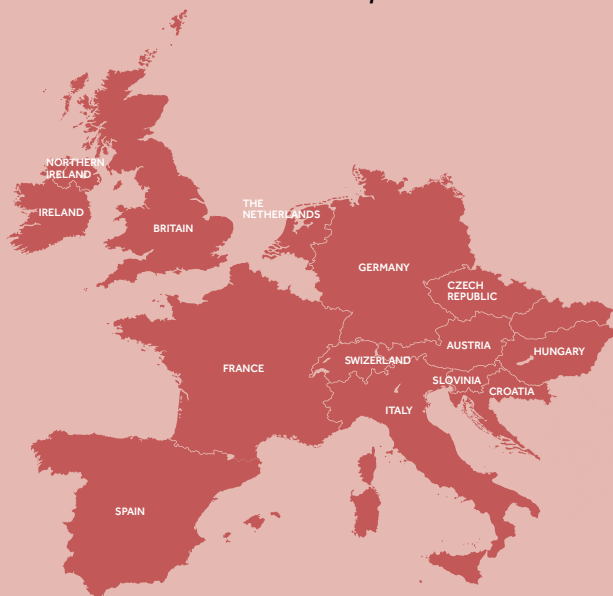 NORTHERN
IRELAND
IRELAND
BRITAIN
THE
NETHERLANDS
GERMANY
CZECH
REPUBLIC
FRANCE
SWIZERLAND
AUSTRIA
HUNGARY
SLOVINIA
CROATIA
ITALY
SPAIN